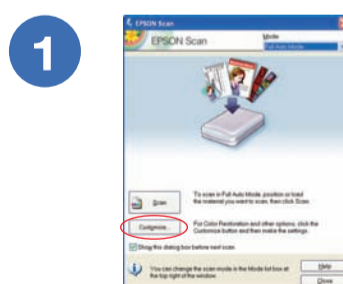 1
EPSON Scan
EPSON Scan
Mode:
Full Auto Mode
Scan
To scan in Full Auto Mode, position or load
the material you want to scan, then click Scan.
Customize...
For Color Restoration and other options, click the
Customize button and then make the settings.
Show this dialog box before next scan.
You can change the scan mode in the Mode list box at
the top right of the window.
Help
Close